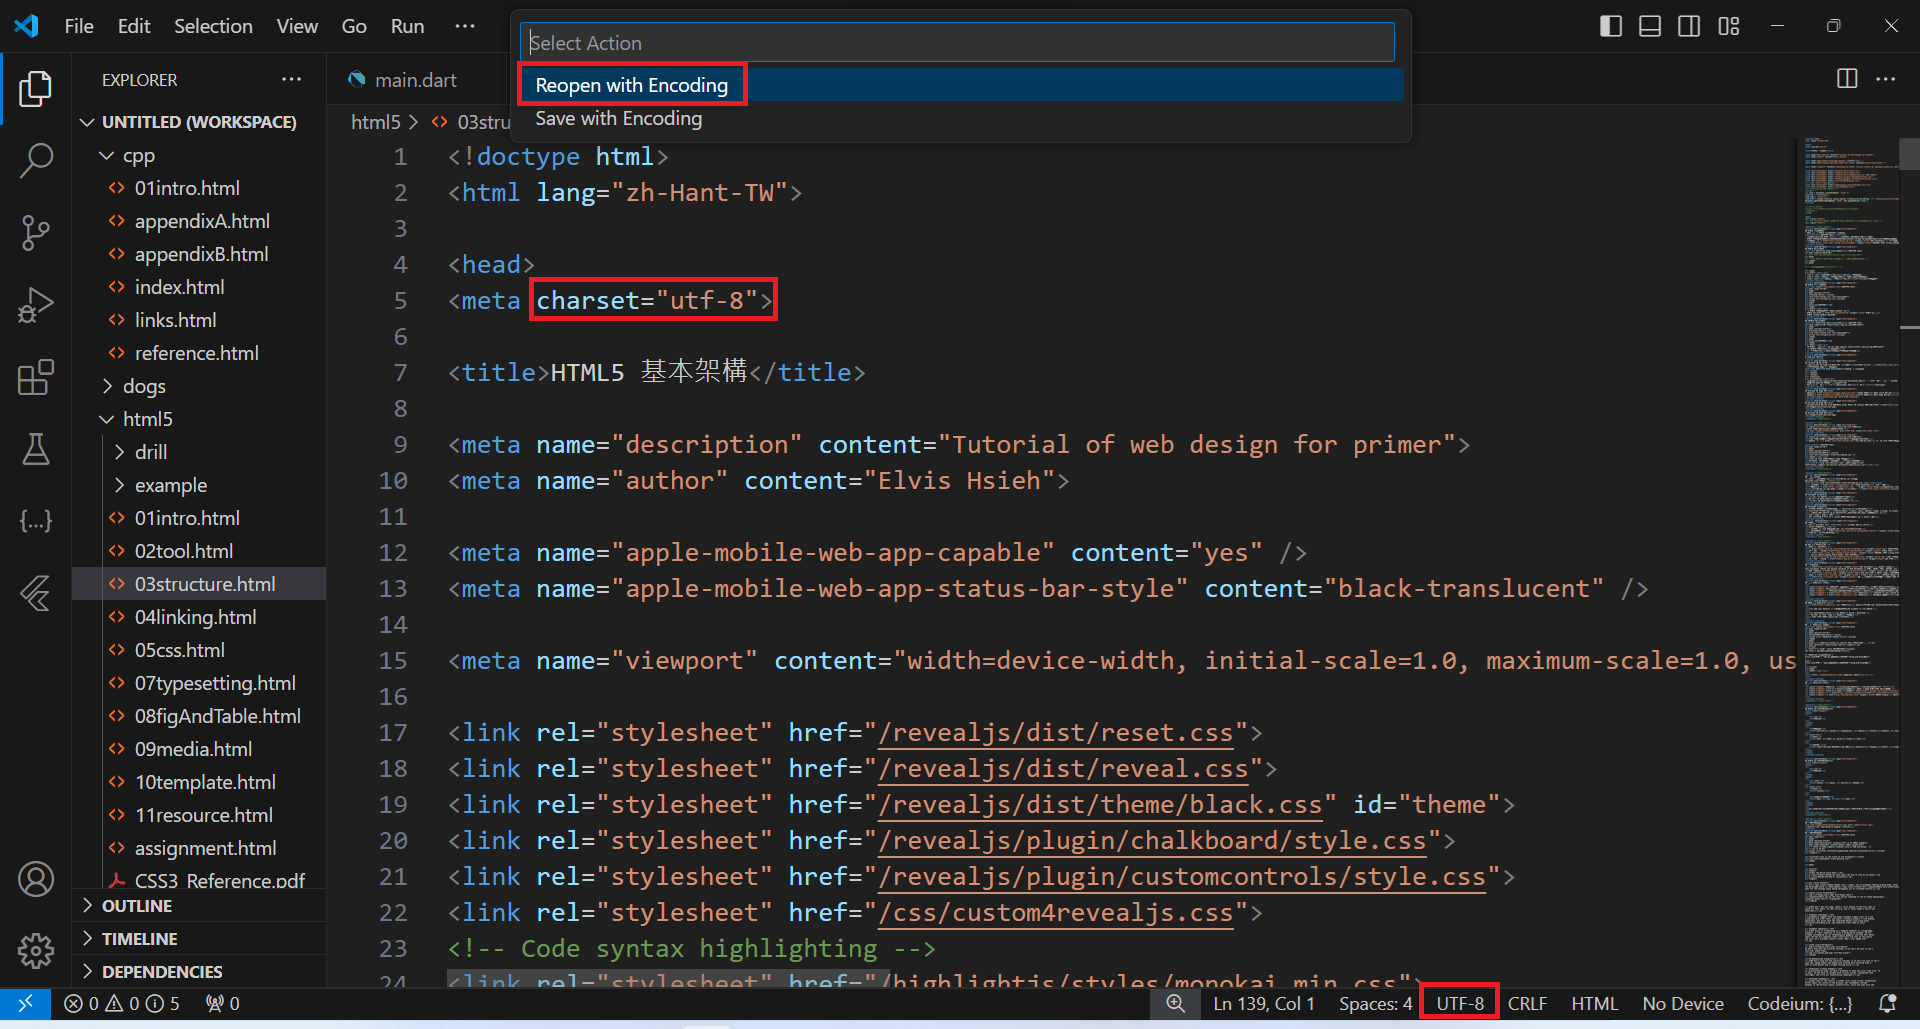 File Edit Selection View Go Run ···
Select Action
Reopen with Encoding
Save with Encoding
EXPLORER ···
main.dart
UNTITLED (WORKSPACE)
cpp
01intro.html
appendixA.html
appendixB.html
index.html
links.html
reference.html
dogs
html5
drill
example
01intro.html
02tool.html
03structure.html
04linking.html
05css.html
07typesetting.html
08figAndTable.html
09media.html
10template.html
11resource.html
assignment.html
CSS3_Reference.pdf
OUTLINE
TIMELINE
DEPENDENCIES
html5 > <> 03stru
1 <!doctype html>
2 <html lang="zh-Hant-TW">
3
4 <head>
5 <meta charset="utf-8">
6
7 <title>HTML5 基本架構</title>
8
9 <meta name="description" content="Tutorial of web design for primer">
10 <meta name="author" content="Elvis Hsieh">
11
12 <meta name="apple-mobile-web-app-capable" content="yes" />
13 <meta name="apple-mobile-web-app-status-bar-style" content="black-translucent" />
14
15 <meta name="viewport" content="width=device-width, initial-scale=1.0, maximum-scale=1.0, us
16
17 <link rel="stylesheet" href="/revealjs/dist/reset.css">
18 <link rel="stylesheet" href="/revealjs/dist/reveal.css">
19 <link rel="stylesheet" href="/revealjs/dist/theme/black.css" id="theme">
20 <link rel="stylesheet" href="/revealjs/plugin/chalkboard/style.css">
21 <link rel="stylesheet" href="/revealjs/plugin/customcontrols/style.css">
22 <link rel="stylesheet" href="/css/custom4revealjs.css">
23 <!-- Code syntax highlighting -->
24 <link rel="stylesheet" href="/highlightjs/styles/monokai.min.css">
0 0 5 0
Ln 139, Col 1 Spaces: 4 UTF-8 CRLF HTML No Device Codeium: {...}